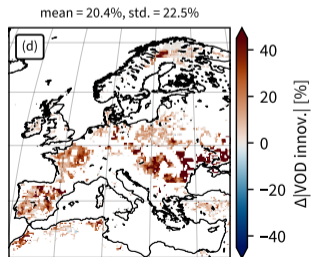 mean = 20.4%, std. = 22.5%
(d)
40
20
0
−20
−40
Δ|VOD innov.| [%]